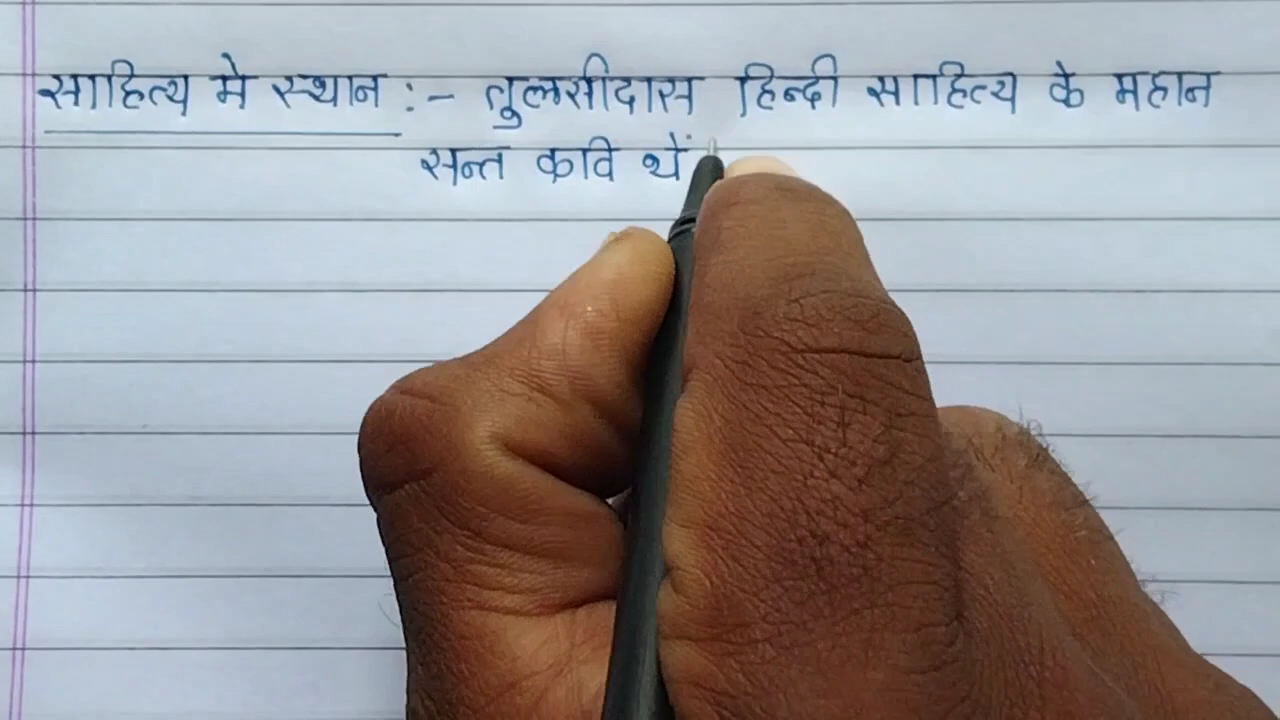 साहित्य मे स्थान :- तुलसीदास हिन्दी साहित्य के महान
सन्त कवि थें